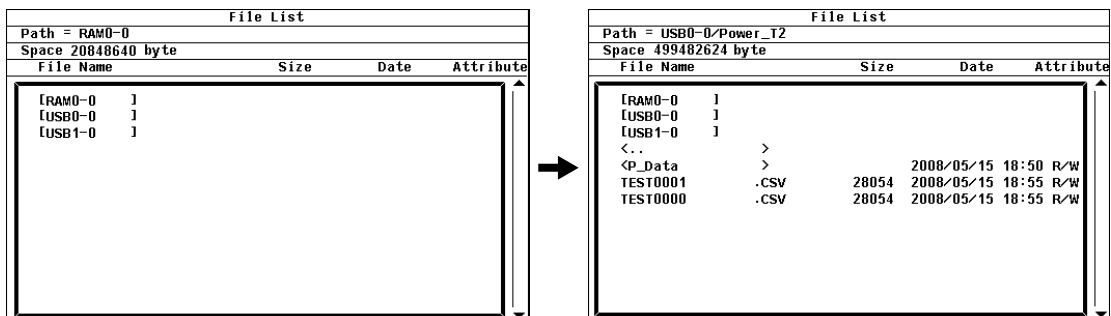 File List
Path = RAM0-0
Space 20848640 byte
File Name Size Date Attribute
[RAM0-0 ]
[USB0-0 ]
[USB1-0 ]
File List
Path = USB0-0/Power_T2
Space 499482624 byte
File Name Size Date Attribute
[RAM0-0 ]
[USB0-0 ]
[USB1-0 ]
<.. >
<P_Data > 2008/05/15 18:50 R/W
TEST0001 .CSV 28054 2008/05/15 18:55 R/W
TEST0000 .CSV 28054 2008/05/15 18:55 R/W